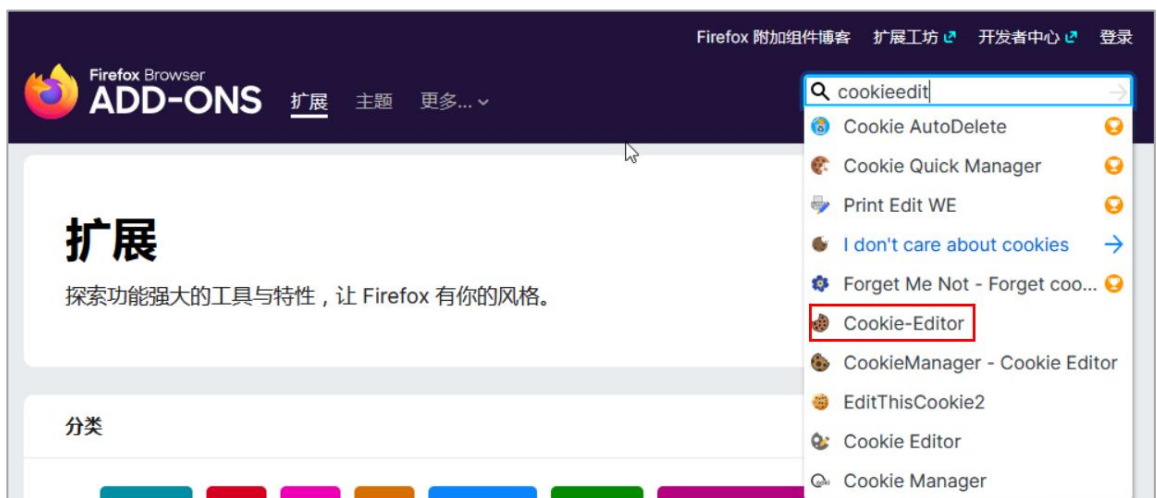 Firefox 附加组件博客 扩展工坊 开发者中心 登录
Firefox Browser
ADD-ONS 扩展 主题 更多...
cookieedit
Cookie AutoDelete
Cookie Quick Manager
Print Edit WE
I don't care about cookies
Forget Me Not - Forget coo...
Cookie-Editor
CookieManager - Cookie Editor
EditThisCookie2
Cookie Editor
Cookie Manager
扩展
探索功能强大的工具与特性，让 Firefox 有你的风格。
分类